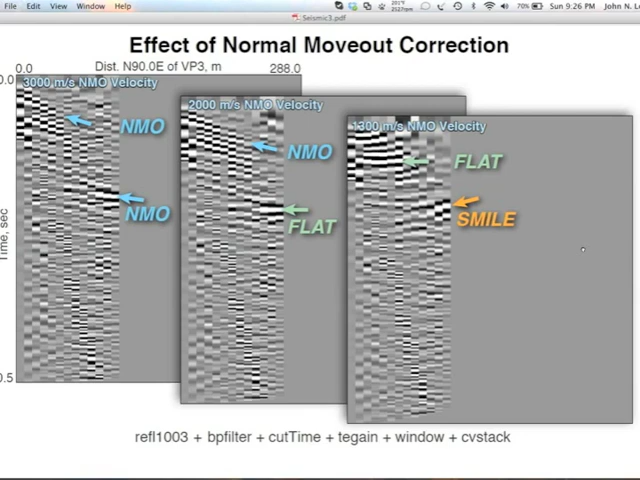 File Edit View Window Help
70% Sun 9:26 PM John N. L
Seismic3.pdf
Effect of Normal Moveout Correction
0.0 Dist. N90.0E of VP3, m 288.0
0.0
3000 m/s NMO Velocity
2000 m/s NMO Velocity
1300 m/s NMO Velocity
NMO
NMO
FLAT
NMO
FLAT
SMILE
Time, sec
0.5
refl1003 + bpfilter + cutTime + tegain + window + cvstack